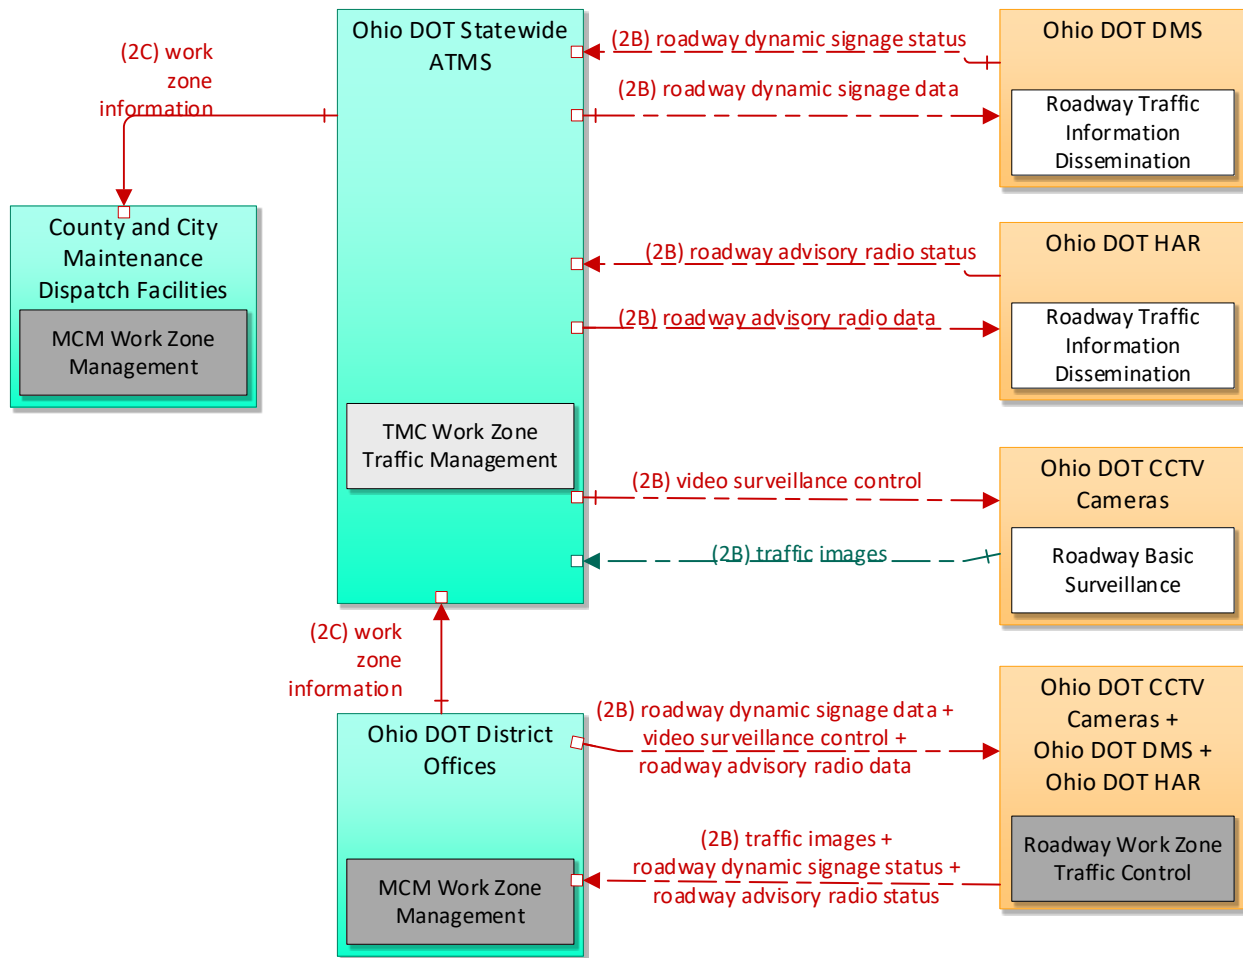 (2C) work
zone
information
Ohio DOT Statewide
ATMS
(2B) roadway dynamic signage status
(2B) roadway dynamic signage data
Ohio DOT DMS
Roadway Traffic
Information
Dissemination
County and City
Maintenance
Dispatch Facilities
MCM Work Zone
Management
(2B) roadway advisory radio status
(2B) roadway advisory radio data
Ohio DOT HAR
Roadway Traffic
Information
Dissemination
TMC Work Zone
Traffic Management
(2B) video surveillance control
(2B) traffic images
Ohio DOT CCTV
Cameras
Roadway Basic
Surveillance
(2C) work
zone
information
Ohio DOT District
Offices
MCM Work Zone
Management
(2B) roadway dynamic signage data +
video surveillance control +
roadway advisory radio data
(2B) traffic images +
roadway dynamic signage status +
roadway advisory radio status
Ohio DOT CCTV
Cameras +
Ohio DOT DMS +
Ohio DOT HAR
Roadway Work Zone
Traffic Control